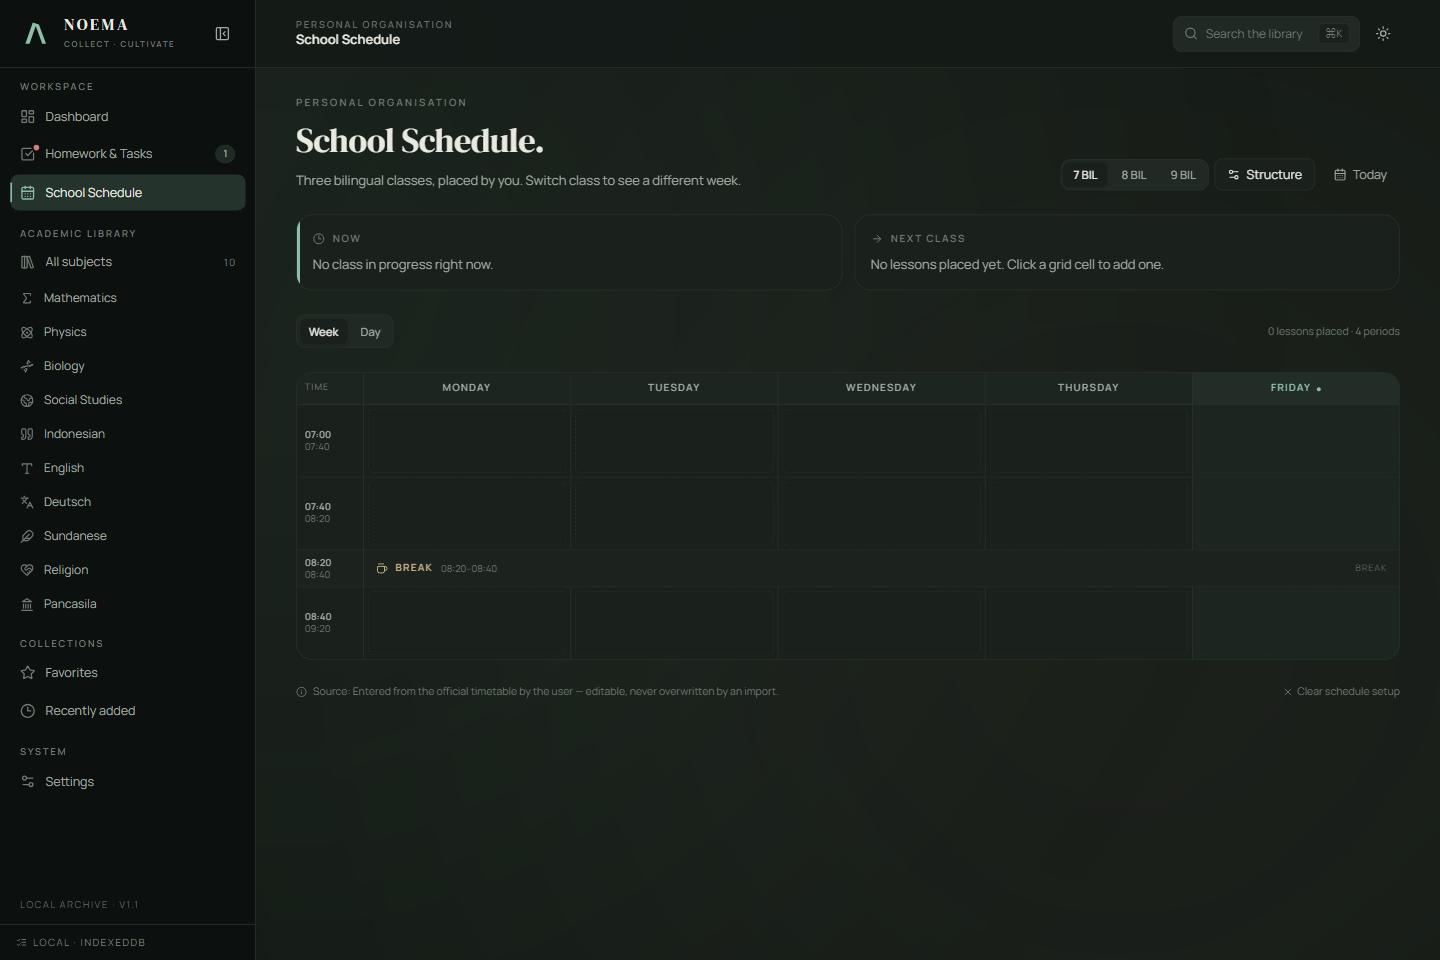 NOEMA
COLLECT · CULTIVATE
WORKSPACE
Dashboard
Homework & Tasks 1
School Schedule
ACADEMIC LIBRARY
All subjects 10
Mathematics
Physics
Biology
Social Studies
Indonesian
English
Deutsch
Sundanese
Religion
Pancasila
COLLECTIONS
Favorites
Recently added
SYSTEM
Settings
LOCAL ARCHIVE · V1.1
LOCAL · INDEXEDDB
PERSONAL ORGANISATION
School Schedule
Search the library ⌘K
PERSONAL ORGANISATION
School Schedule.
Three bilingual classes, placed by you. Switch class to see a different week.
7 BIL 8 BIL 9 BIL Structure Today
NOW
No class in progress right now.
NEXT CLASS
No lessons placed yet. Click a grid cell to add one.
Week Day
0 lessons placed · 4 periods
TIME MONDAY TUESDAY WEDNESDAY THURSDAY FRIDAY
07:00
07:40
07:40
08:20
08:20
08:40
BREAK 08:20–08:40 BREAK
08:40
09:20
Source: Entered from the official timetable by the user — editable, never overwritten by an import.
Clear schedule setup